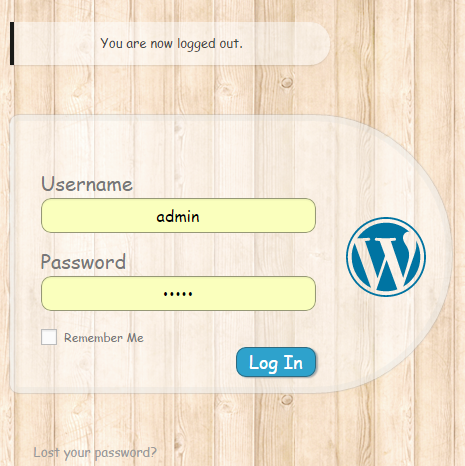 You are now logged out.
Username
admin
Password
•••••
Remember Me
Log In
Lost your password?